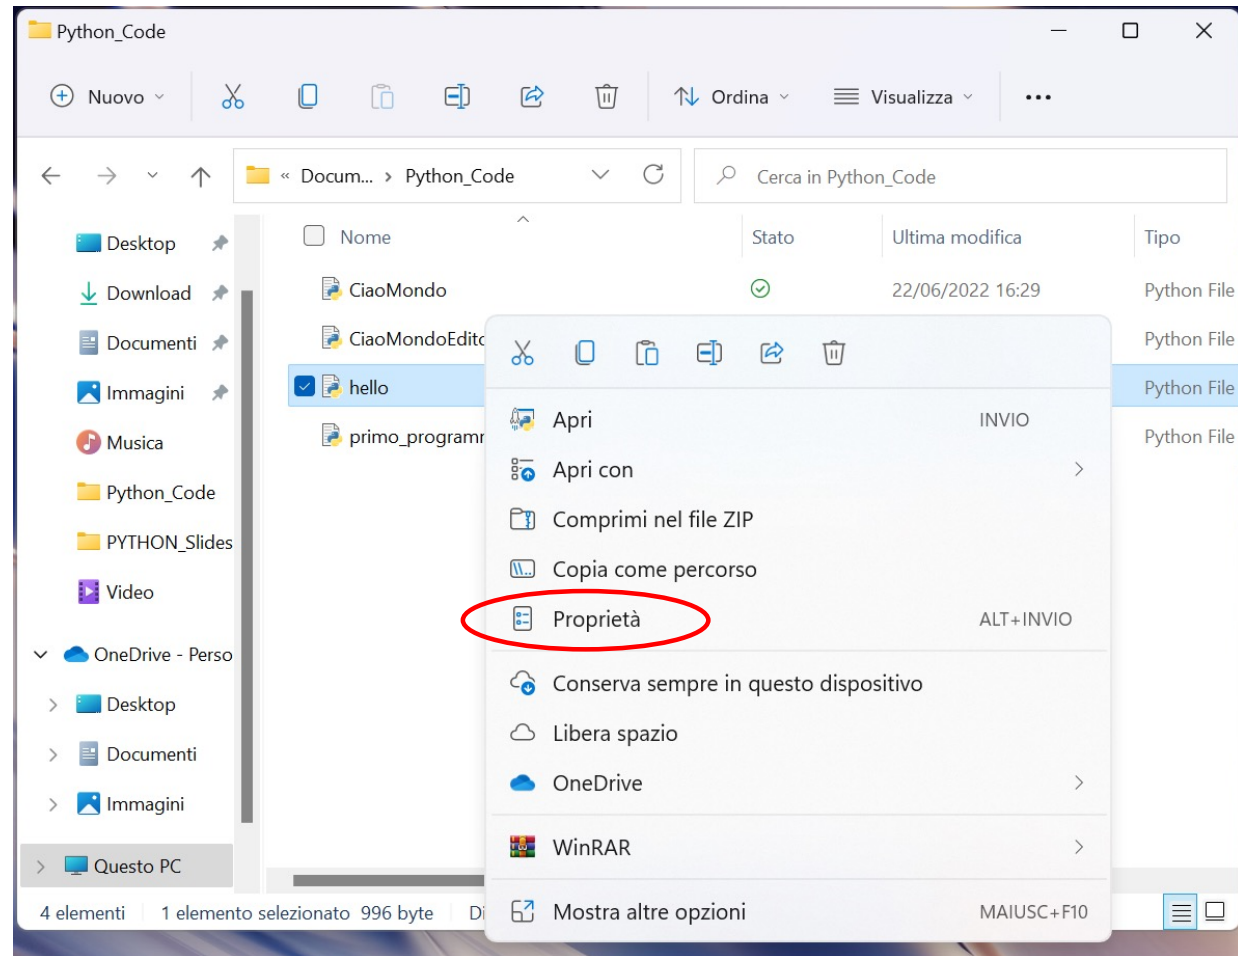 Python_Code
Nuovo
Ordina
Visualizza
« Docum... > Python_Code
Cerca in Python_Code
Desktop
Download
Documenti
Immagini
Musica
Python_Code
PYTHON_Slides
Video
OneDrive - Perso
Desktop
Documenti
Immagini
Questo PC
Nome Stato Ultima modifica Tipo
CiaoMondo 22/06/2022 16:29 Python File
CiaoMondoEdito Python File
hello Python File
primo_programm Python File
Apri INVIO
Apri con
Comprimi nel file ZIP
Copia come percorso
Proprietà ALT+INVIO
Conserva sempre in questo dispositivo
Libera spazio
OneDrive
WinRAR
Mostra altre opzioni MAIUSC+F10
4 elementi 1 elemento selezionato 996 byte Di